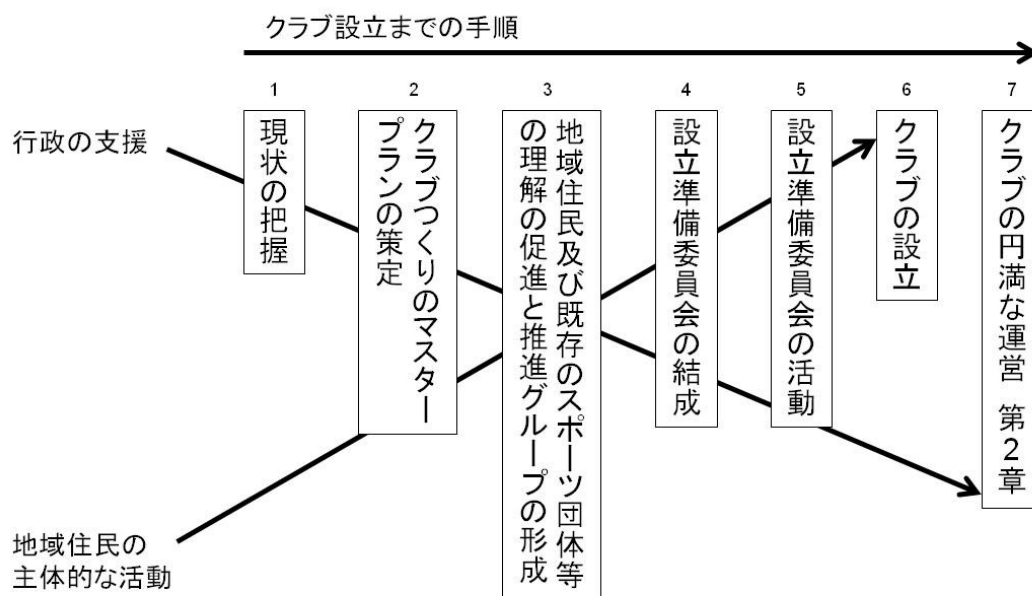 クラブ設立までの手順
1
2
3
4
5
6
7
行政の支援
現状の把握
クラブつくりのマスター
プランの策定
地域住民及び既存のスポーツ団体等
の理解の促進と推進グループの形成
設立準備委員会の結成
設立準備委員会の活動
クラブの設立
クラブの円満な運営 第2章
地域住民の
主体的な活動